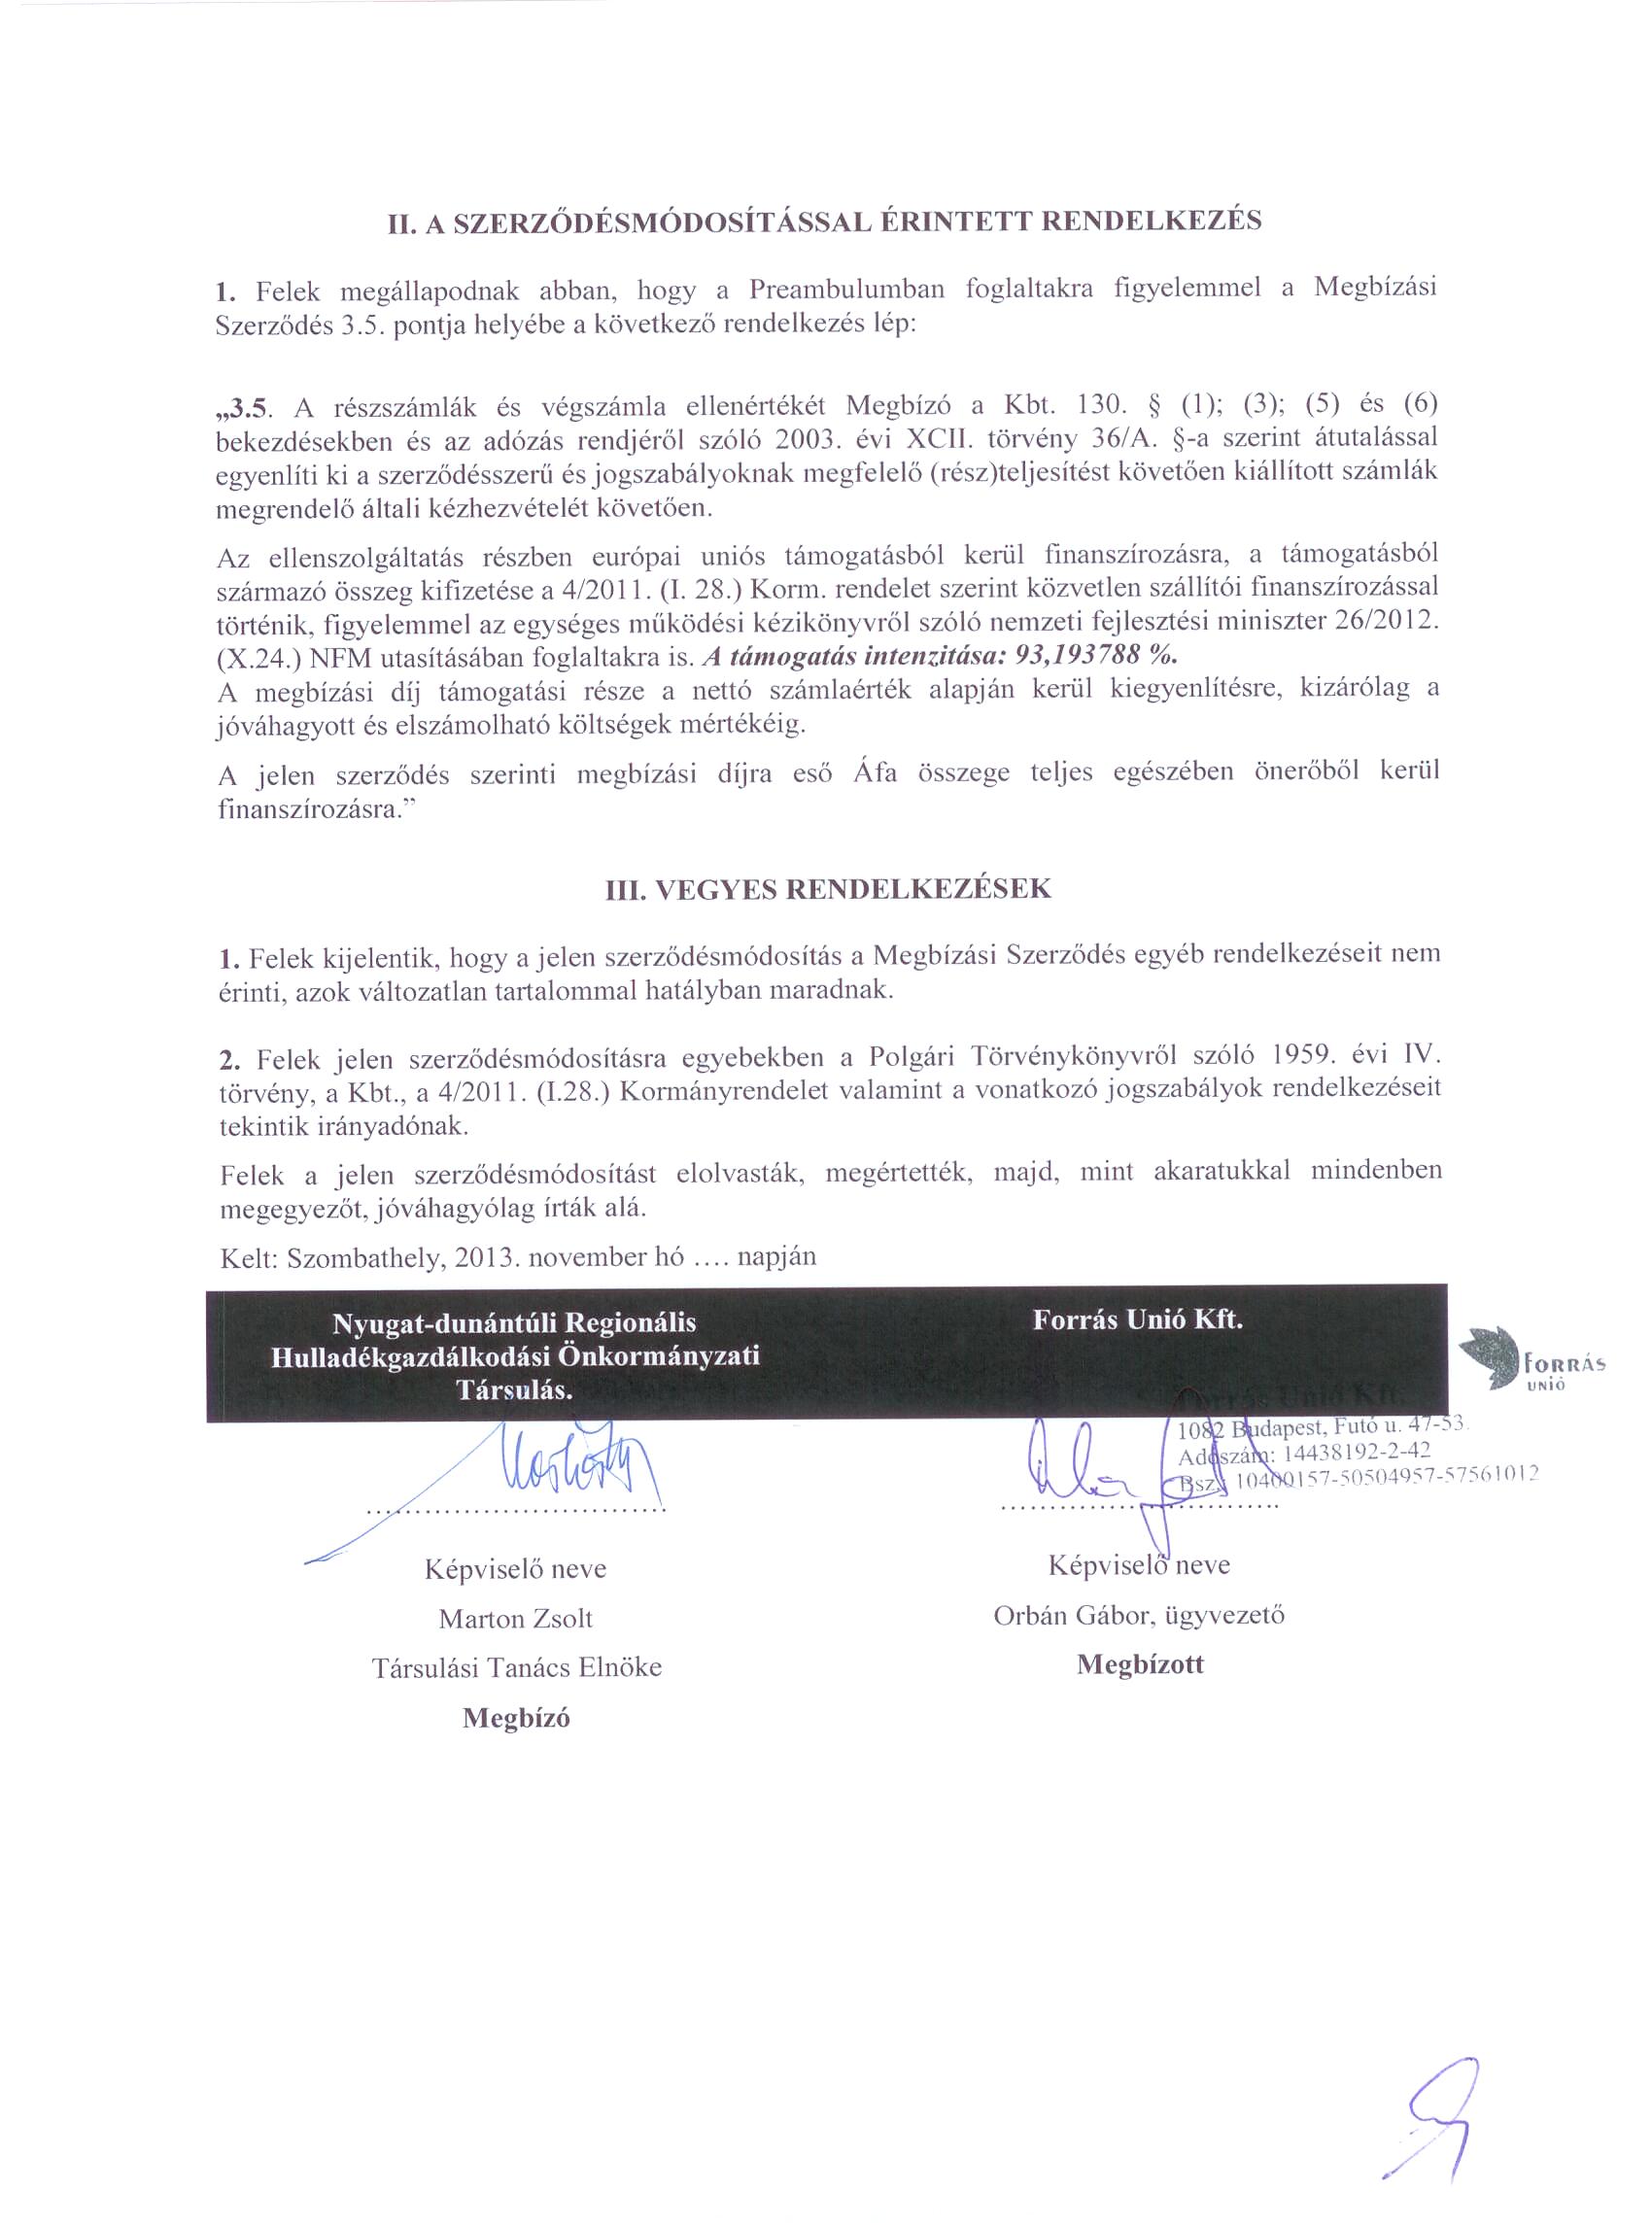 II. A SZERZŐDÉSMÓDOSÍTÁSSAL ÉRINTETT RENDELKEZÉS
1. Felek megállapodnak abban, hogy a Preambulumban foglaltakra figyelemmel a Megbízási
Szerződés 3.5. pontja helyébe a következő rendelkezés lép:
„3.5. A részszámlák és végszámla ellenértékét Megbízó a Kbt. 130. § (1); (3); (5) és (6)
bekezdésekben és az adózás rendjéről szóló 2003. évi XCII. törvény 36/A. §-a szerint átutalással
egyenlíti ki a szerződésszerű és jogszabályoknak megfelelő (rész)teljesítést követően kiállított számlák
megrendelő általi kézhezvételét követően.
Az ellenszolgáltatás részben európai uniós támogatásból kerül finanszírozásra, a támogatásból
származó összeg kifizetése a 4/2011. (I. 28.) Korm. rendelet szerint közvetlen szállítói finanszírozással
történik, figyelemmel az egységes működési kézikönyvről szóló nemzeti fejlesztési miniszter 26/2012.
(X.24.) NFM utasításában foglaltakra is. A támogatás intenzitása: 93,193788 %.
A megbízási díj támogatási része a nettó számlaérték alapján kerül kiegyenlítésre, kizárólag a
jóváhagyott és elszámolható költségek mértékéig.
A jelen szerződés szerinti megbízási díjra eső Áfa összege teljes egészében önerőből kerül
finanszírozásra.”
III. VEGYES RENDELKEZÉSEK
1. Felek kijelentik, hogy a jelen szerződésmódosítás a Megbízási Szerződés egyéb rendelkezéseit nem
érinti, azok változatlan tartalommal hatályban maradnak.
2. Felek jelen szerződésmódosításra egyebekben a Polgári Törvénykönyvről szóló 1959. évi IV.
törvény, a Kbt., a 4/2011. (I.28.) Kormányrendelet valamint a vonatkozó jogszabályok rendelkezéseit
tekintik irányadónak.
Felek a jelen szerződésmódosítást elolvasták, megértették, majd, mint akaratukkal mindenben
megegyezőt, jóváhagyólag írták alá.
Kelt: Szombathely, 2013. november hó .... napján
Nyugat-dunántúli Regionális
Hulladékgazdálkodási Önkormányzati
Társulás.
Forrás Unió Kft.
FORRÁS
UNIÓ
Forrás Unió Kft.
1082 Budapest, Futó u. 47-53.
Adószám: 14438192-2-42
Bsz.: 10400157-50504957-57561012
Képviselő neve
Marton Zsolt
Társulási Tanács Elnöke
Megbízó
Képviselő neve
Orbán Gábor, ügyvezető
Megbízott